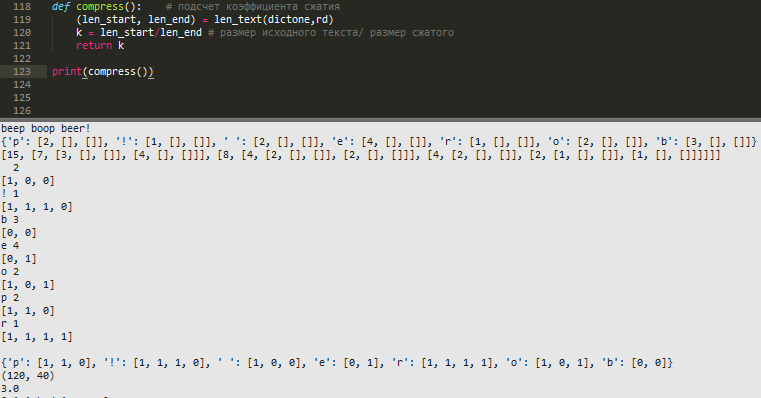 118 def compress():    # подсчет коэффициента сжатия
119     (len_start, len_end) = len_text(dictone,rd)
120     k = len_start/len_end # размер исходного текста/ размер сжатого
121     return k
122
123 print(compress())
124
125
126
beep boop beer!
{'p': [2, [], []], '!': [1, [], []], ' ': [2, [], []], 'e': [4, [], []], 'r': [1, [], []], 'o': [2, [], []], 'b': [3, [], []]}
[15, [7, [3, [], []], [4, [], []]], [8, [4, [2, [], []], [2, [], []]], [4, [2, [], []], [2, [1, [], []], [1, [], []]]]]]
  2
[1, 0, 0]
! 1
[1, 1, 1, 0]
b 3
[0, 0]
e 4
[0, 1]
o 2
[1, 0, 1]
p 2
[1, 1, 0]
r 1
[1, 1, 1, 1]
{'p': [1, 1, 0], '!': [1, 1, 1, 0], ' ': [1, 0, 0], 'e': [0, 1], 'r': [1, 1, 1, 1], 'o': [1, 0, 1], 'b': [0, 0]}
(120, 40)
3.0